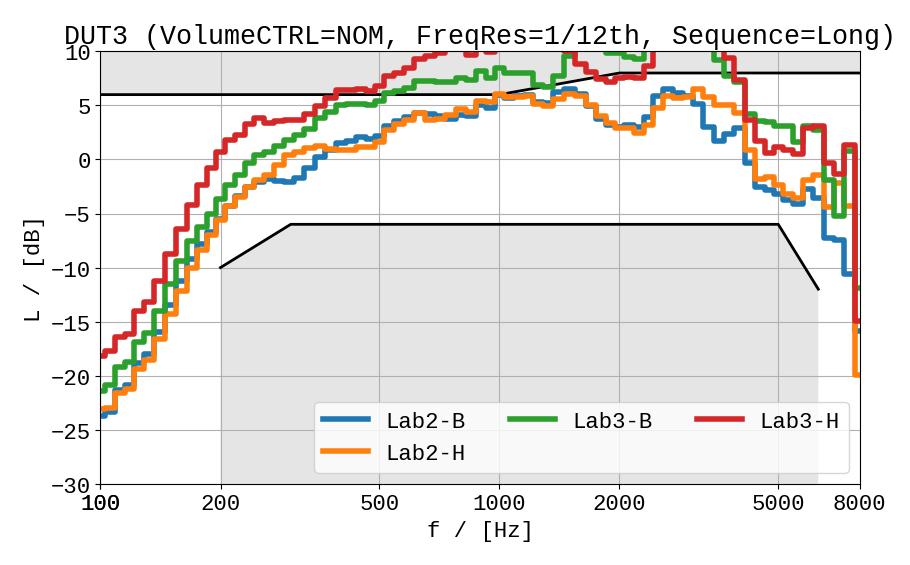 DUT3 (VolumeCTRL=NOM, FreqRes=1/12th, Sequence=Long)
10
5
0
−5
−10
−15
−20
−25
−30
L / [dB]
Lab2-B Lab3-B Lab3-H
Lab2-H
100 200 500 1000 2000 5000 8000
f / [Hz]